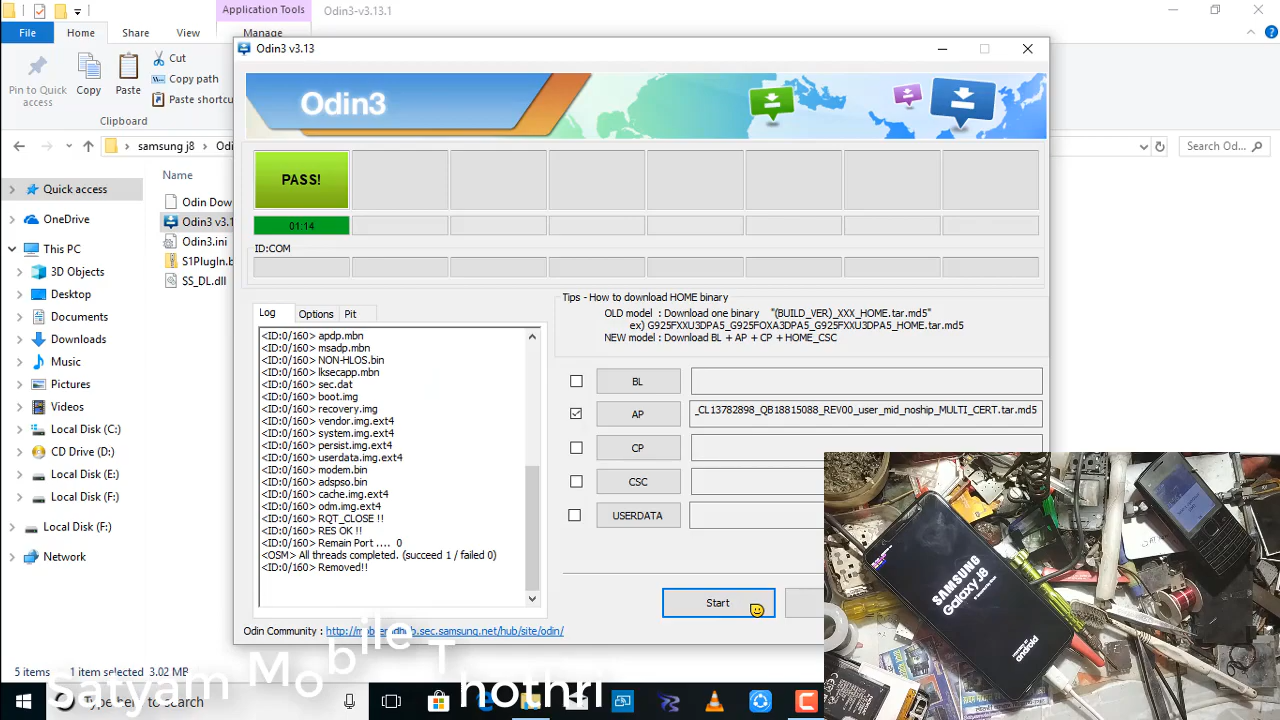 Application Tools
Odin3-v3.13.1
File
Home
Share
View
Manage
Pin to Quick access
Copy
Paste
Cut
Copy path
Paste shortcu
Clipboard
samsung j8
Search Od...
Quick access
OneDrive
This PC
3D Objects
Desktop
Documents
Downloads
Music
Pictures
Videos
Local Disk (C:)
CD Drive (D:)
Local Disk (E:)
Local Disk (F:)
Local Disk (F:)
Network
Name
Odin Dow
Odin3 v3.1
Odin3.ini
S1PlugIn.b
SS_DL.dll
5 items
1 item selected 3.02 MB
Odin3 v3.13
Odin3
PASS!
01:14
ID:COM
Log
Options
Pit
<ID:0/160> apdp.mbn
<ID:0/160> msadp.mbn
<ID:0/160> NON-HLOS.bin
<ID:0/160> lksecapp.mbn
<ID:0/160> sec.dat
<ID:0/160> boot.img
<ID:0/160> recovery.img
<ID:0/160> vendor.img.ext4
<ID:0/160> system.img.ext4
<ID:0/160> persist.img.ext4
<ID:0/160> userdata.img.ext4
<ID:0/160> modem.bin
<ID:0/160> adspso.bin
<ID:0/160> cache.img.ext4
<ID:0/160> odm.img.ext4
<ID:0/160> RQT_CLOSE !!
<ID:0/160> RES OK !!
<ID:0/160> Remain Port .... 0
<OSM> All threads completed. (succeed 1 / failed 0)
<ID:0/160> Removed!!
Tips - How to download HOME binary
OLD model : Download one binary "(BUILD_VER)_XXX_HOME.tar.md5"
ex) G925FXXU3DPA5_G925FOXA3DPA5_G925FXXU3DPA5_HOME.tar.md5
NEW model : Download BL + AP + CP + HOME_CSC
BL
AP
_CL13782898_QB18815088_REV00_user_mid_noship_MULTI_CERT.tar.md5
CP
CSC
USERDATA
Start
Odin Community :
SAMSUNG
Galaxy J8
android
Satyam Mobile